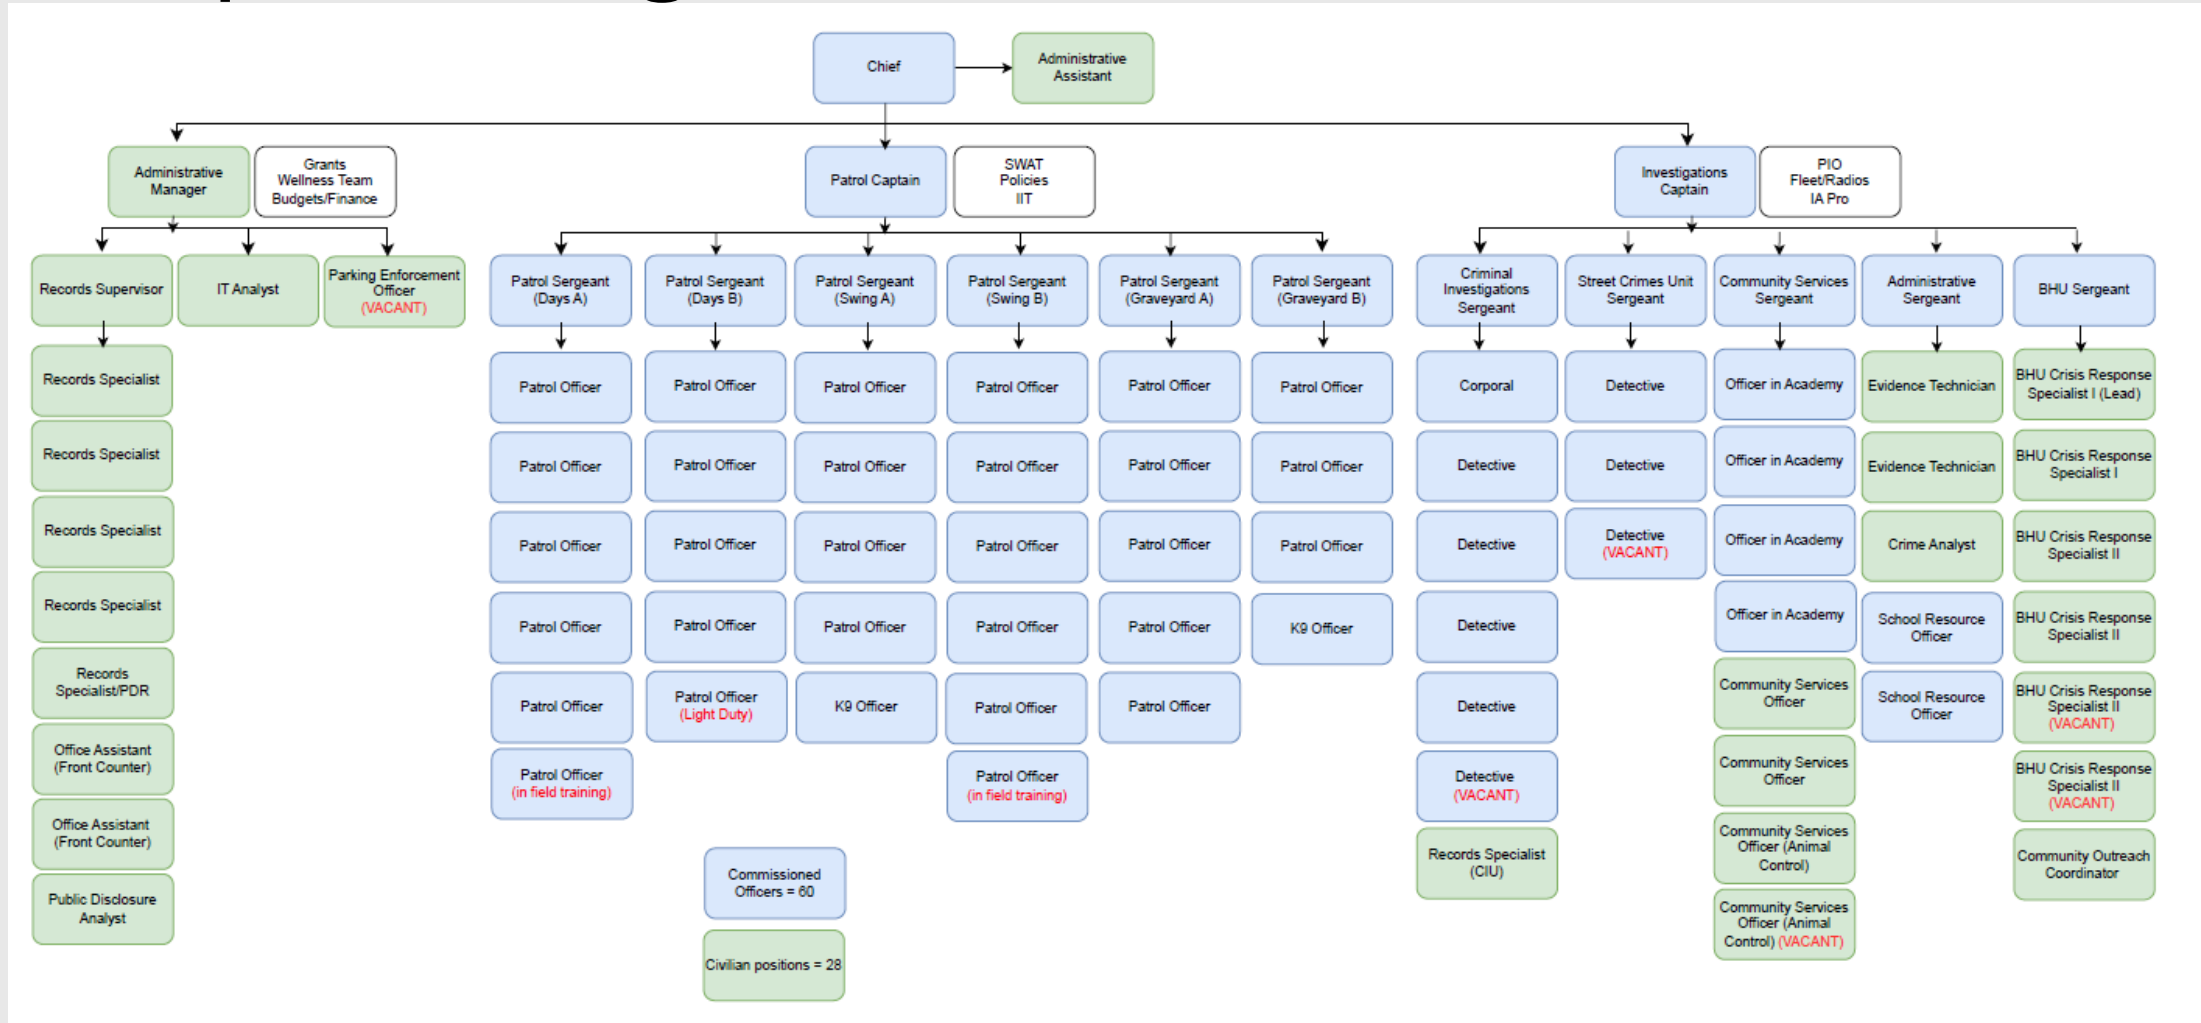 Chief
Administrative
Assistant
Administrative
Manager
Grants
Wellness Team
Budgets/Finance
Patrol Captain
SWAT
Policies
IIT
Investigations
Captain
PIO
Fleet/Radios
IA Pro
Records Supervisor
IT Analyst
Parking Enforcement
Officer
(VACANT)
Patrol Sergeant
(Days A)
Patrol Sergeant
(Days B)
Patrol Sergeant
(Swing A)
Patrol Sergeant
(Swing B)
Patrol Sergeant
(Graveyard A)
Patrol Sergeant
(Graveyard B)
Criminal
Investigations
Sergeant
Street Crimes Unit
Sergeant
Community Services
Sergeant
Administrative
Sergeant
BHU Sergeant
Records Specialist
Records Specialist
Records Specialist
Records Specialist
Records
Specialist/PDR
Office Assistant
(Front Counter)
Office Assistant
(Front Counter)
Public Disclosure
Analyst
Patrol Officer
Patrol Officer
Patrol Officer
Patrol Officer
Patrol Officer
Patrol Officer
(in field training)
Patrol Officer
Patrol Officer
Patrol Officer
Patrol Officer
Patrol Officer
(Light Duty)
Patrol Officer
Patrol Officer
Patrol Officer
Patrol Officer
K9 Officer
Patrol Officer
Patrol Officer
Patrol Officer
Patrol Officer
Patrol Officer
Patrol Officer
(in field training)
Patrol Officer
Patrol Officer
Patrol Officer
Patrol Officer
Patrol Officer
Patrol Officer
Patrol Officer
Patrol Officer
K9 Officer
Corporal
Detective
Detective
Detective
Detective
Detective
(VACANT)
Records Specialist
(CIU)
Detective
Detective
Detective
(VACANT)
Officer in Academy
Officer in Academy
Officer in Academy
Officer in Academy
Community Services
Officer
Community Services
Officer
Community Services
Officer (Animal
Control)
Community Services
Officer (Animal
Control) (VACANT)
Evidence Technician
Evidence Technician
Crime Analyst
School Resource
Officer
School Resource
Officer
BHU Crisis Response
Specialist I (Lead)
BHU Crisis Response
Specialist I
BHU Crisis Response
Specialist II
BHU Crisis Response
Specialist II
BHU Crisis Response
Specialist II
(VACANT)
BHU Crisis Response
Specialist II
(VACANT)
Community Outreach
Coordinator
Commissioned
Officers = 60
Civilian positions = 28